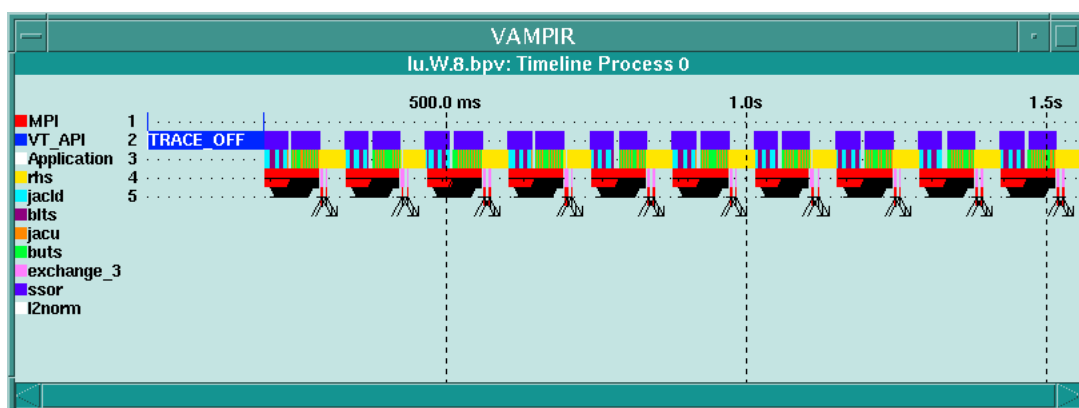 VAMPIR
lu.W.8.bpv: Timeline Process 0
500.0 ms 1.0s 1.5s
MPI 1
VT_API 2 TRACE_OFF
Application 3
rhs 4
jacld 5
blts
jacu
buts
exchange_3
ssor
l2norm